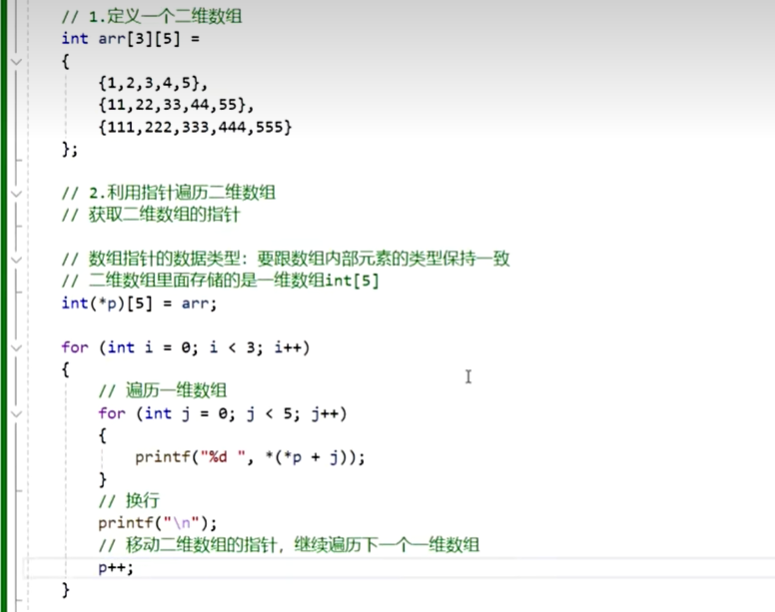 // 1.定义一个二维数组
int arr[3][5] =
{
{1,2,3,4,5},
{11,22,33,44,55},
{111,222,333,444,555}
};
// 2.利用指针遍历二维数组
// 获取二维数组的指针
// 数组指针的数据类型：要跟数组内部元素的类型保持一致
// 二维数组里面存储的是一维数组int[5]
int(*p)[5] = arr;
for (int i = 0; i < 3; i++)
{
// 遍历一维数组
for (int j = 0; j < 5; j++)
{
printf("%d ", *(*p + j));
}
// 换行
printf("\n");
// 移动二维数组的指针，继续遍历下一个一维数组
p++;
}